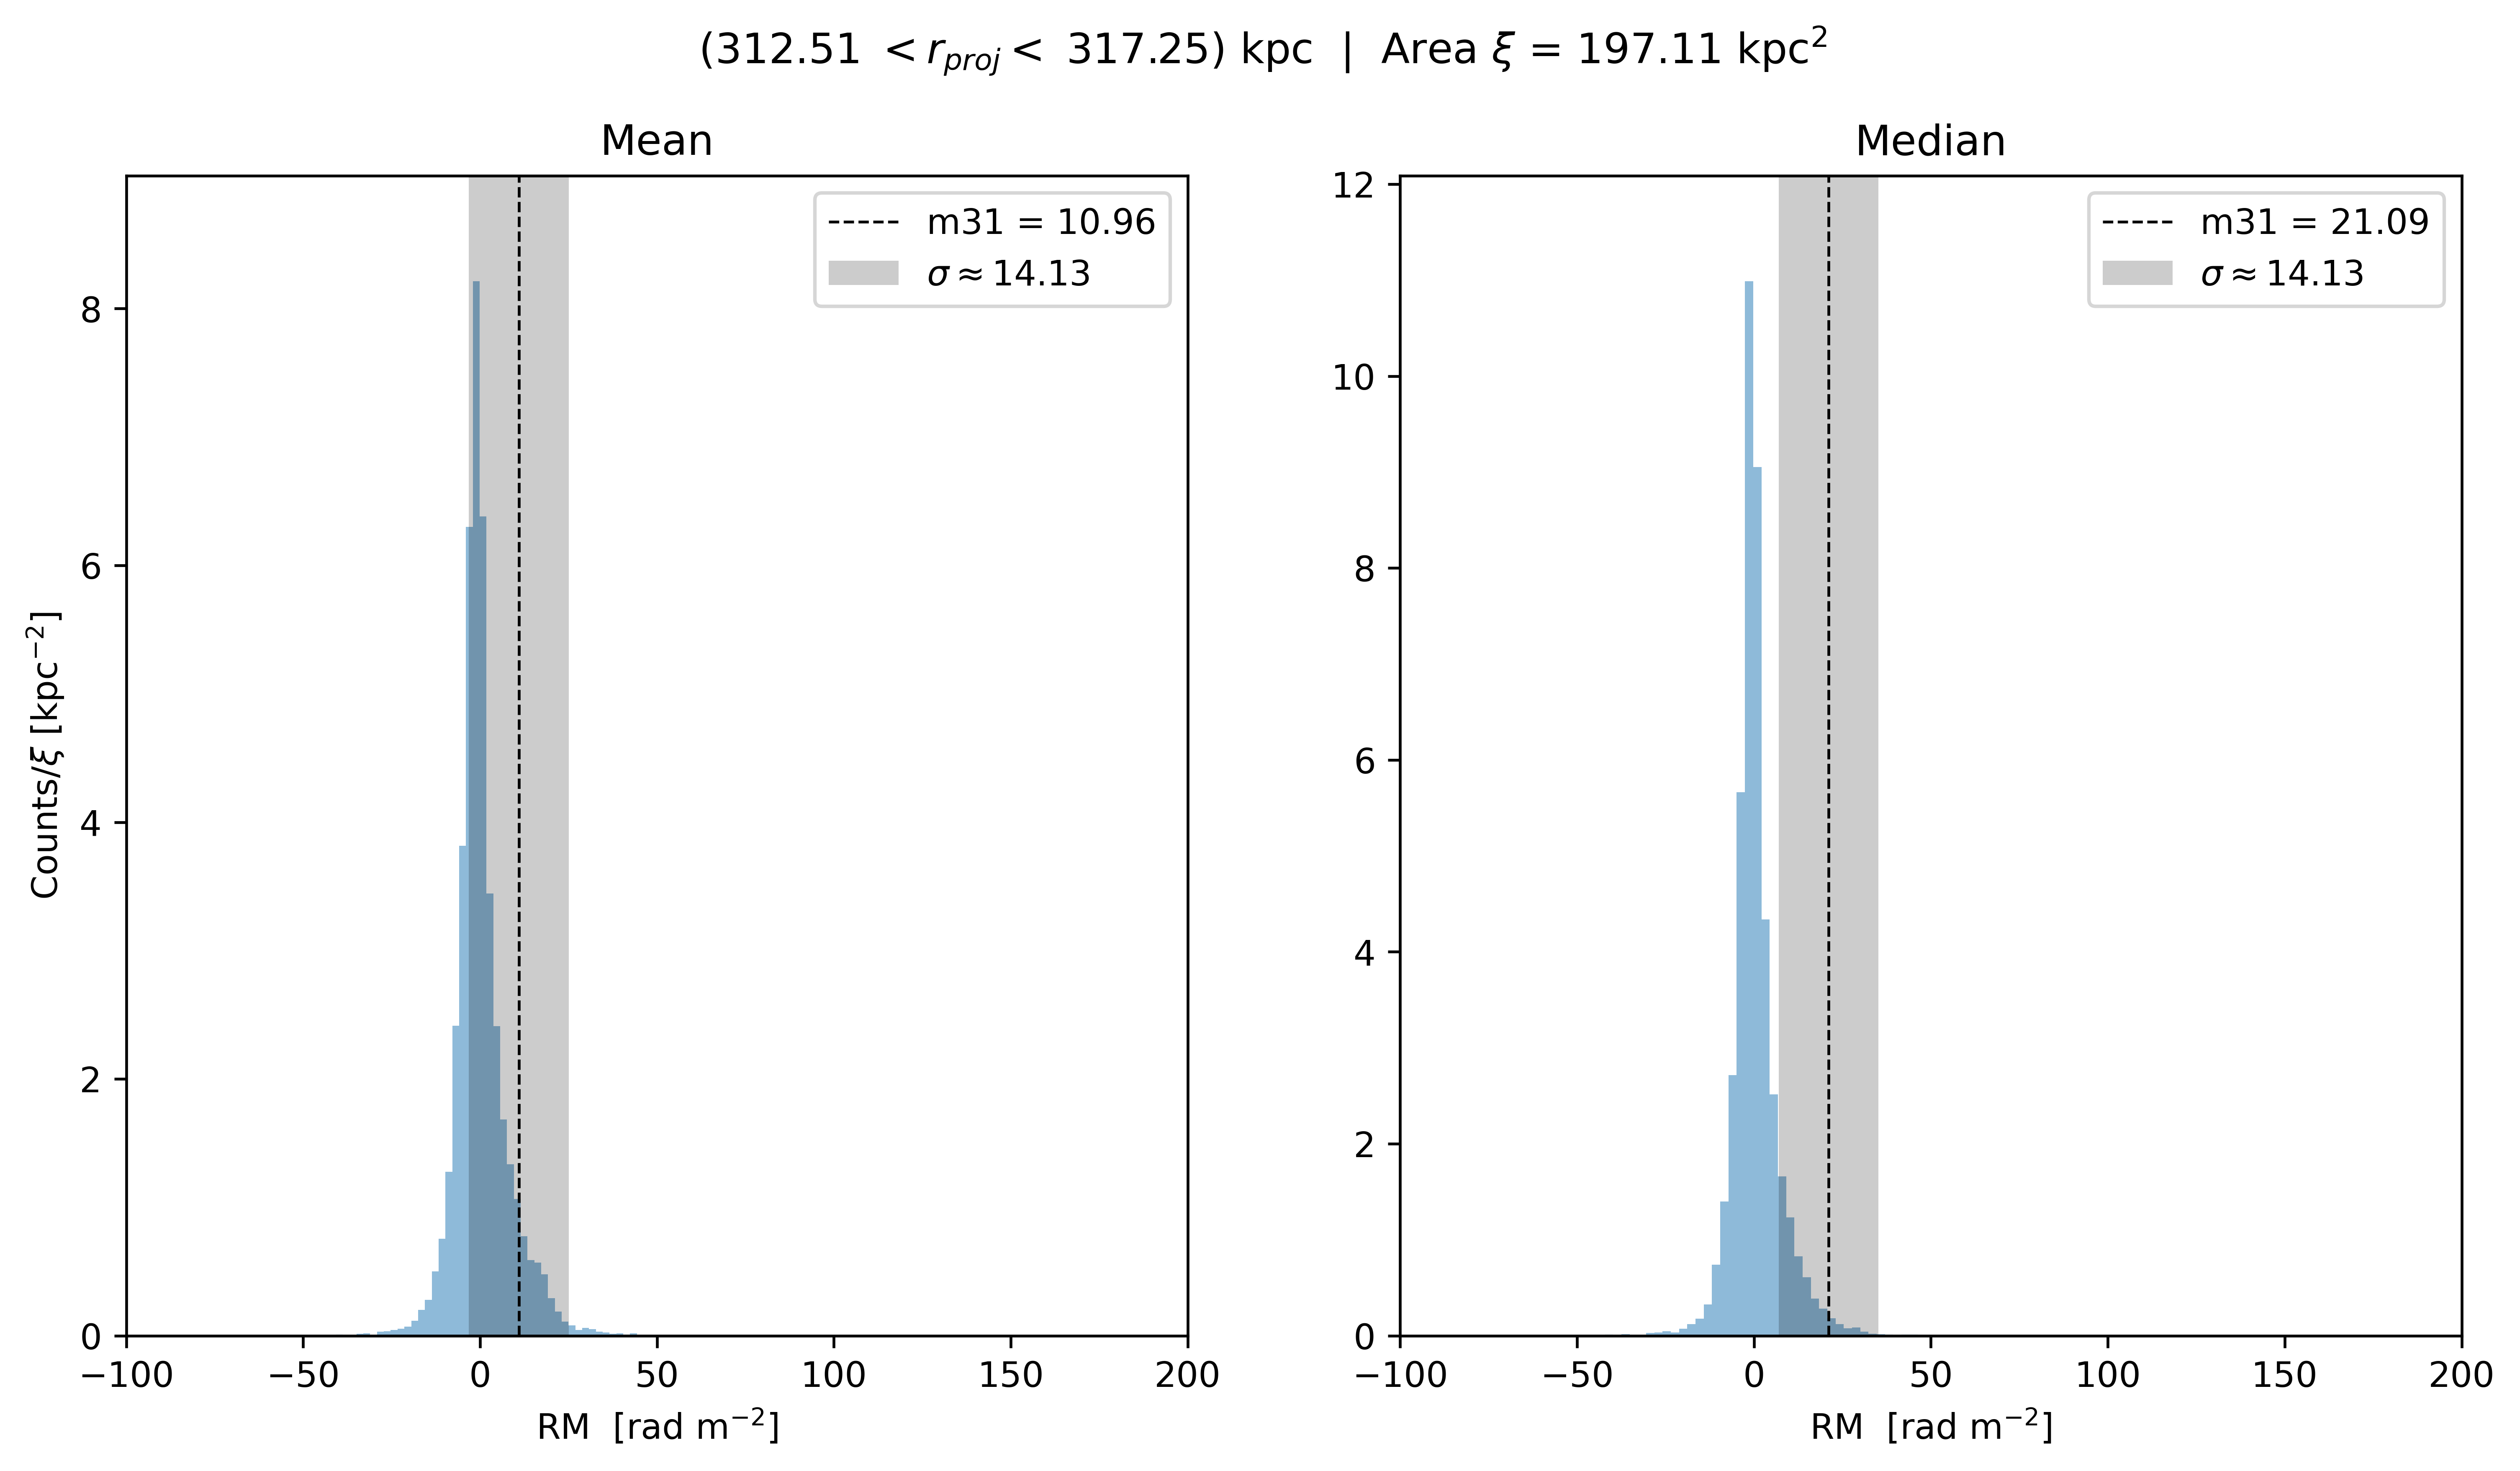 (312.51 < r_proj < 317.25) kpc | Area ξ = 197.11 kpc²
Mean
m31 = 10.96
σ ≈ 14.13
8
6
4
2
0
Counts/ξ [kpc⁻²]
−100 −50 0 50 100 150 200
RM [rad m⁻²]
Median
m31 = 21.09
σ ≈ 14.13
12
10
8
6
4
2
0
−100 −50 0 50 100 150 200
RM [rad m⁻²]